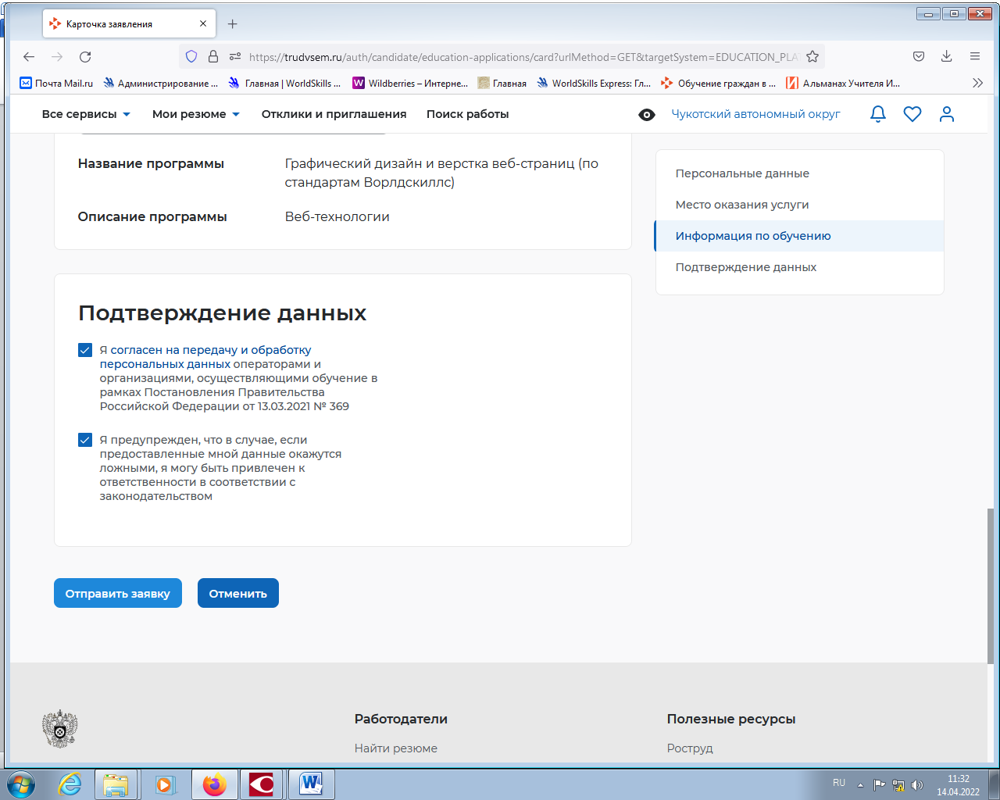 Карточка заявления
https://trudvsem.ru/auth/candidate/education-applications/card?urlMethod=GET&targetSystem=EDUCATION_PLA
Почта Mail.ru Администрирование ... Главная | WorldSkills ... Wildberries – Интерне... Главная WorldSkills Express: Гл... Обучение граждан в ... Альманах Учителя И...
Все сервисы Мои резюме Отклики и приглашения Поиск работы Чукотский автономный округ
Название программы
Графический дизайн и верстка веб-страниц (по
стандартам Ворлдскиллс)
Описание программы
Веб-технологии
Персональные данные
Место оказания услуги
Информация по обучению
Подтверждение данных
Подтверждение данных
Я согласен на передачу и обработку
персональных данных операторами и
организациями, осуществляющими обучение в
рамках Постановления Правительства
Российской Федерации от 13.03.2021 № 369
Я предупрежден, что в случае, если
предоставленные мной данные окажутся
ложными, я могу быть привлечен к
ответственности в соответствии с
законодательством
Отправить заявку Отменить
Работодатели
Найти резюме
Полезные ресурсы
Роструд
RU
11:32
14.04.2022